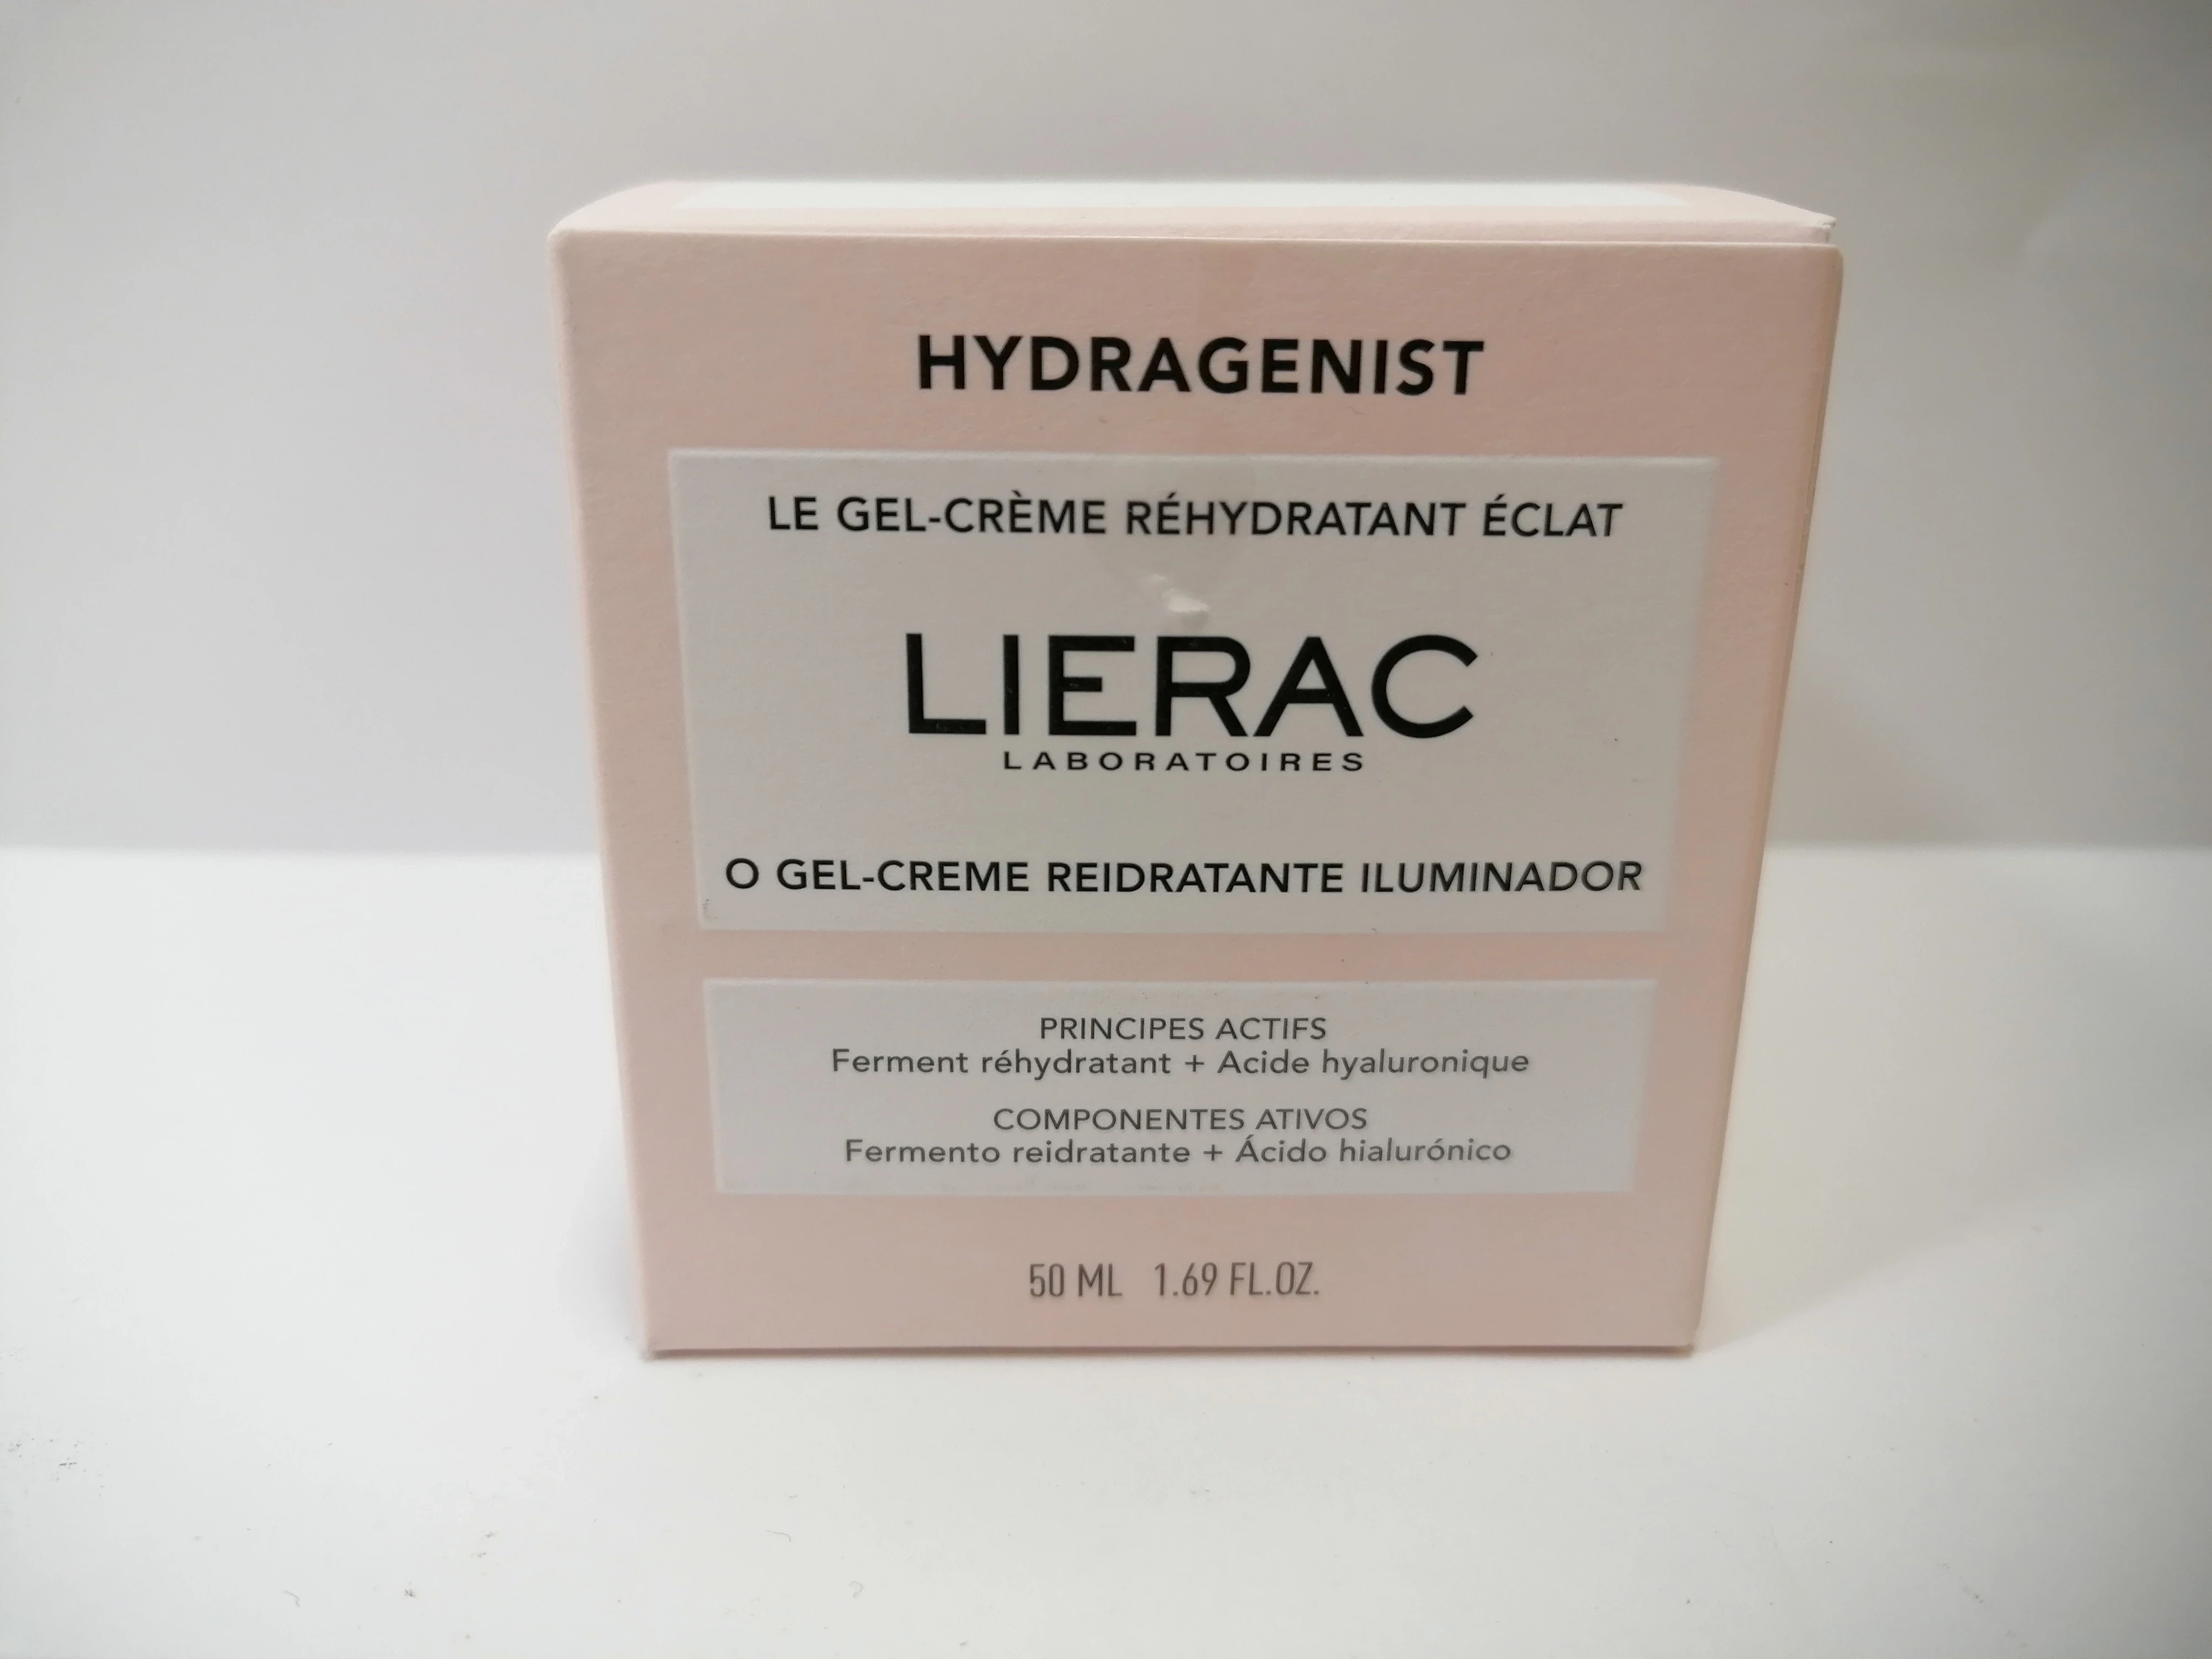 HYDRAGENIST
LE GEL-CRÈME RÉHYDRATANT ÉCLAT
LIERAC
LABORATOIRES
O GEL-CREME REIDRATANTE ILUMINADOR
PRINCIPES ACTIFS
Ferment réhydratant + Acide hyaluronique
COMPONENTES ATIVOS
Fermento reidratante + Ácido hialurónico
50 ML 1.69 FL.OZ.